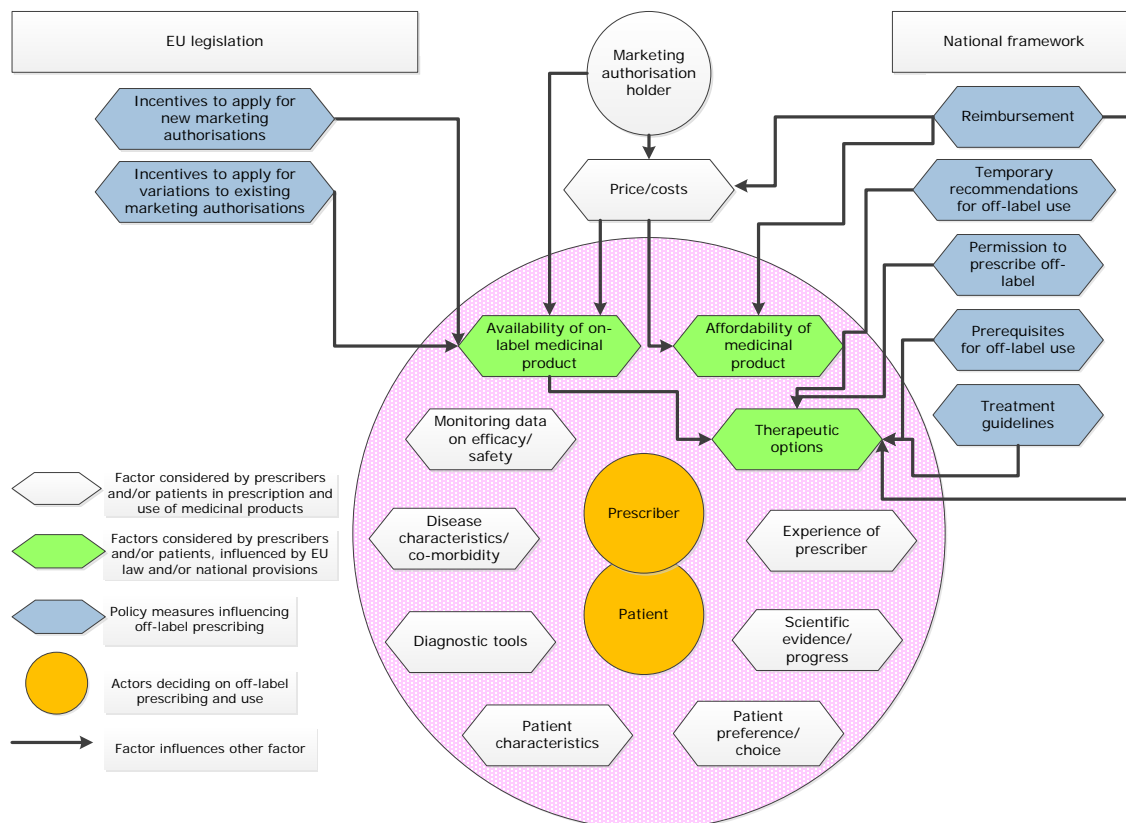 EU legislation
Marketing
authorisation
holder
National framework
Incentives to apply for
new marketing
authorisations
Reimbursement
Incentives to apply for
variations to existing
marketing authorisations
Price/costs
Temporary
recommendations
for off-label use
Permission to
prescribe off-
label
Availability of on-
label medicinal
product
Affordability of
medicinal
product
Prerequisites
for off-label use
Monitoring data
on efficacy/
safety
Therapeutic
options
Treatment
guidelines
Factor considered by prescribers
and/or patients in prescription and
use of medicinal products
Prescriber
Disease
characteristics/
co-morbidity
Experience of
prescriber
Factors considered by prescribers
and/or patients, influenced by EU
law and/or national provisions
Policy measures influencing
off-label prescribing
Patient
Diagnostic tools
Scientific
evidence/
progress
Actors deciding on off-label
prescribing and use
Patient
characteristics
Patient
preference/
choice
Factor influences other factor